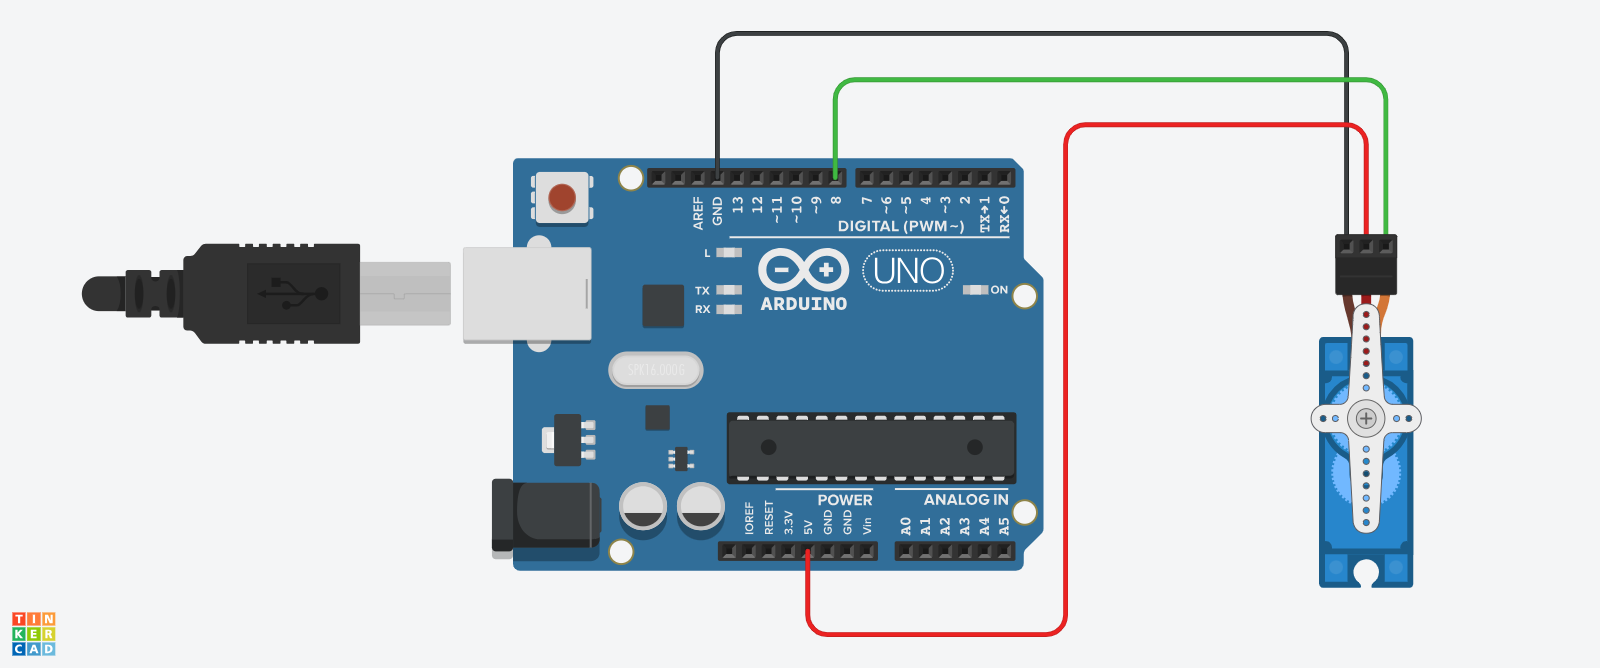 AREF
GND
13
12
~11
~10
~9
8
7
~6
~5
4
~3
2
TX→1
RX←0
DIGITAL (PWM~)
L
TX
RX
ARDUINO
UNO
ON
SPK16.000G
POWER
ANALOG IN
IOREF
RESET
3.3V
5V
GND
GND
Vin
A0
A1
A2
A3
A4
A5
TIN
KER
CAD